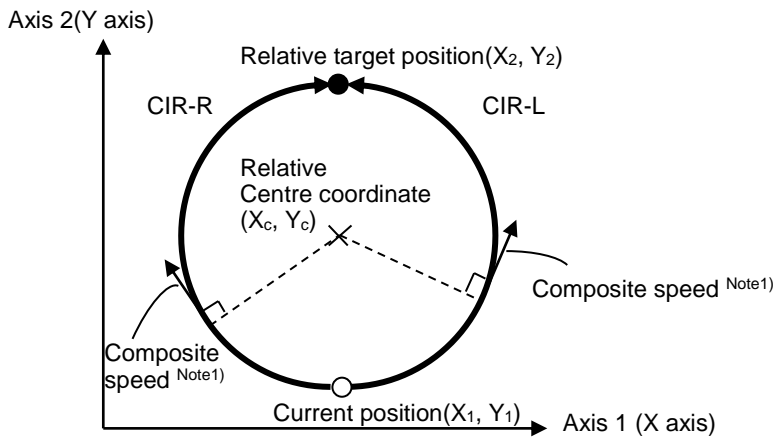 Axis 2(Y axis)
Relative target position(X₂, Y₂)
CIR-R
CIR-L
Relative
Centre coordinate
(Xc, Yc)
Composite speed Note1)
Composite
speed Note1)
Current position(X₁, Y₁)
Axis 1 (X axis)